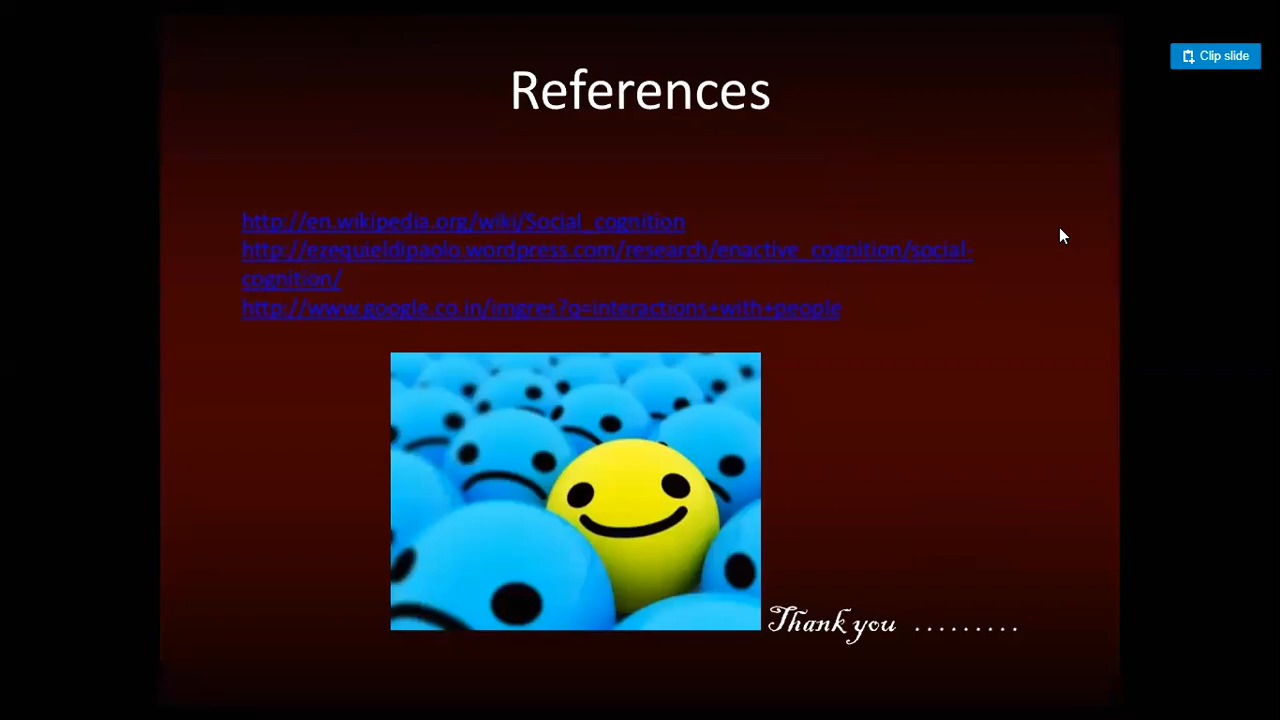 Clip slide
References
http://en.wikipedia.org/wiki/Social_cognition
http://ezequieldipaolo.wordpress.com/research/enactive_cognition/social-
cognition/
http://www.google.co.in/imgres?q=interactions+with+people
Thank you .........